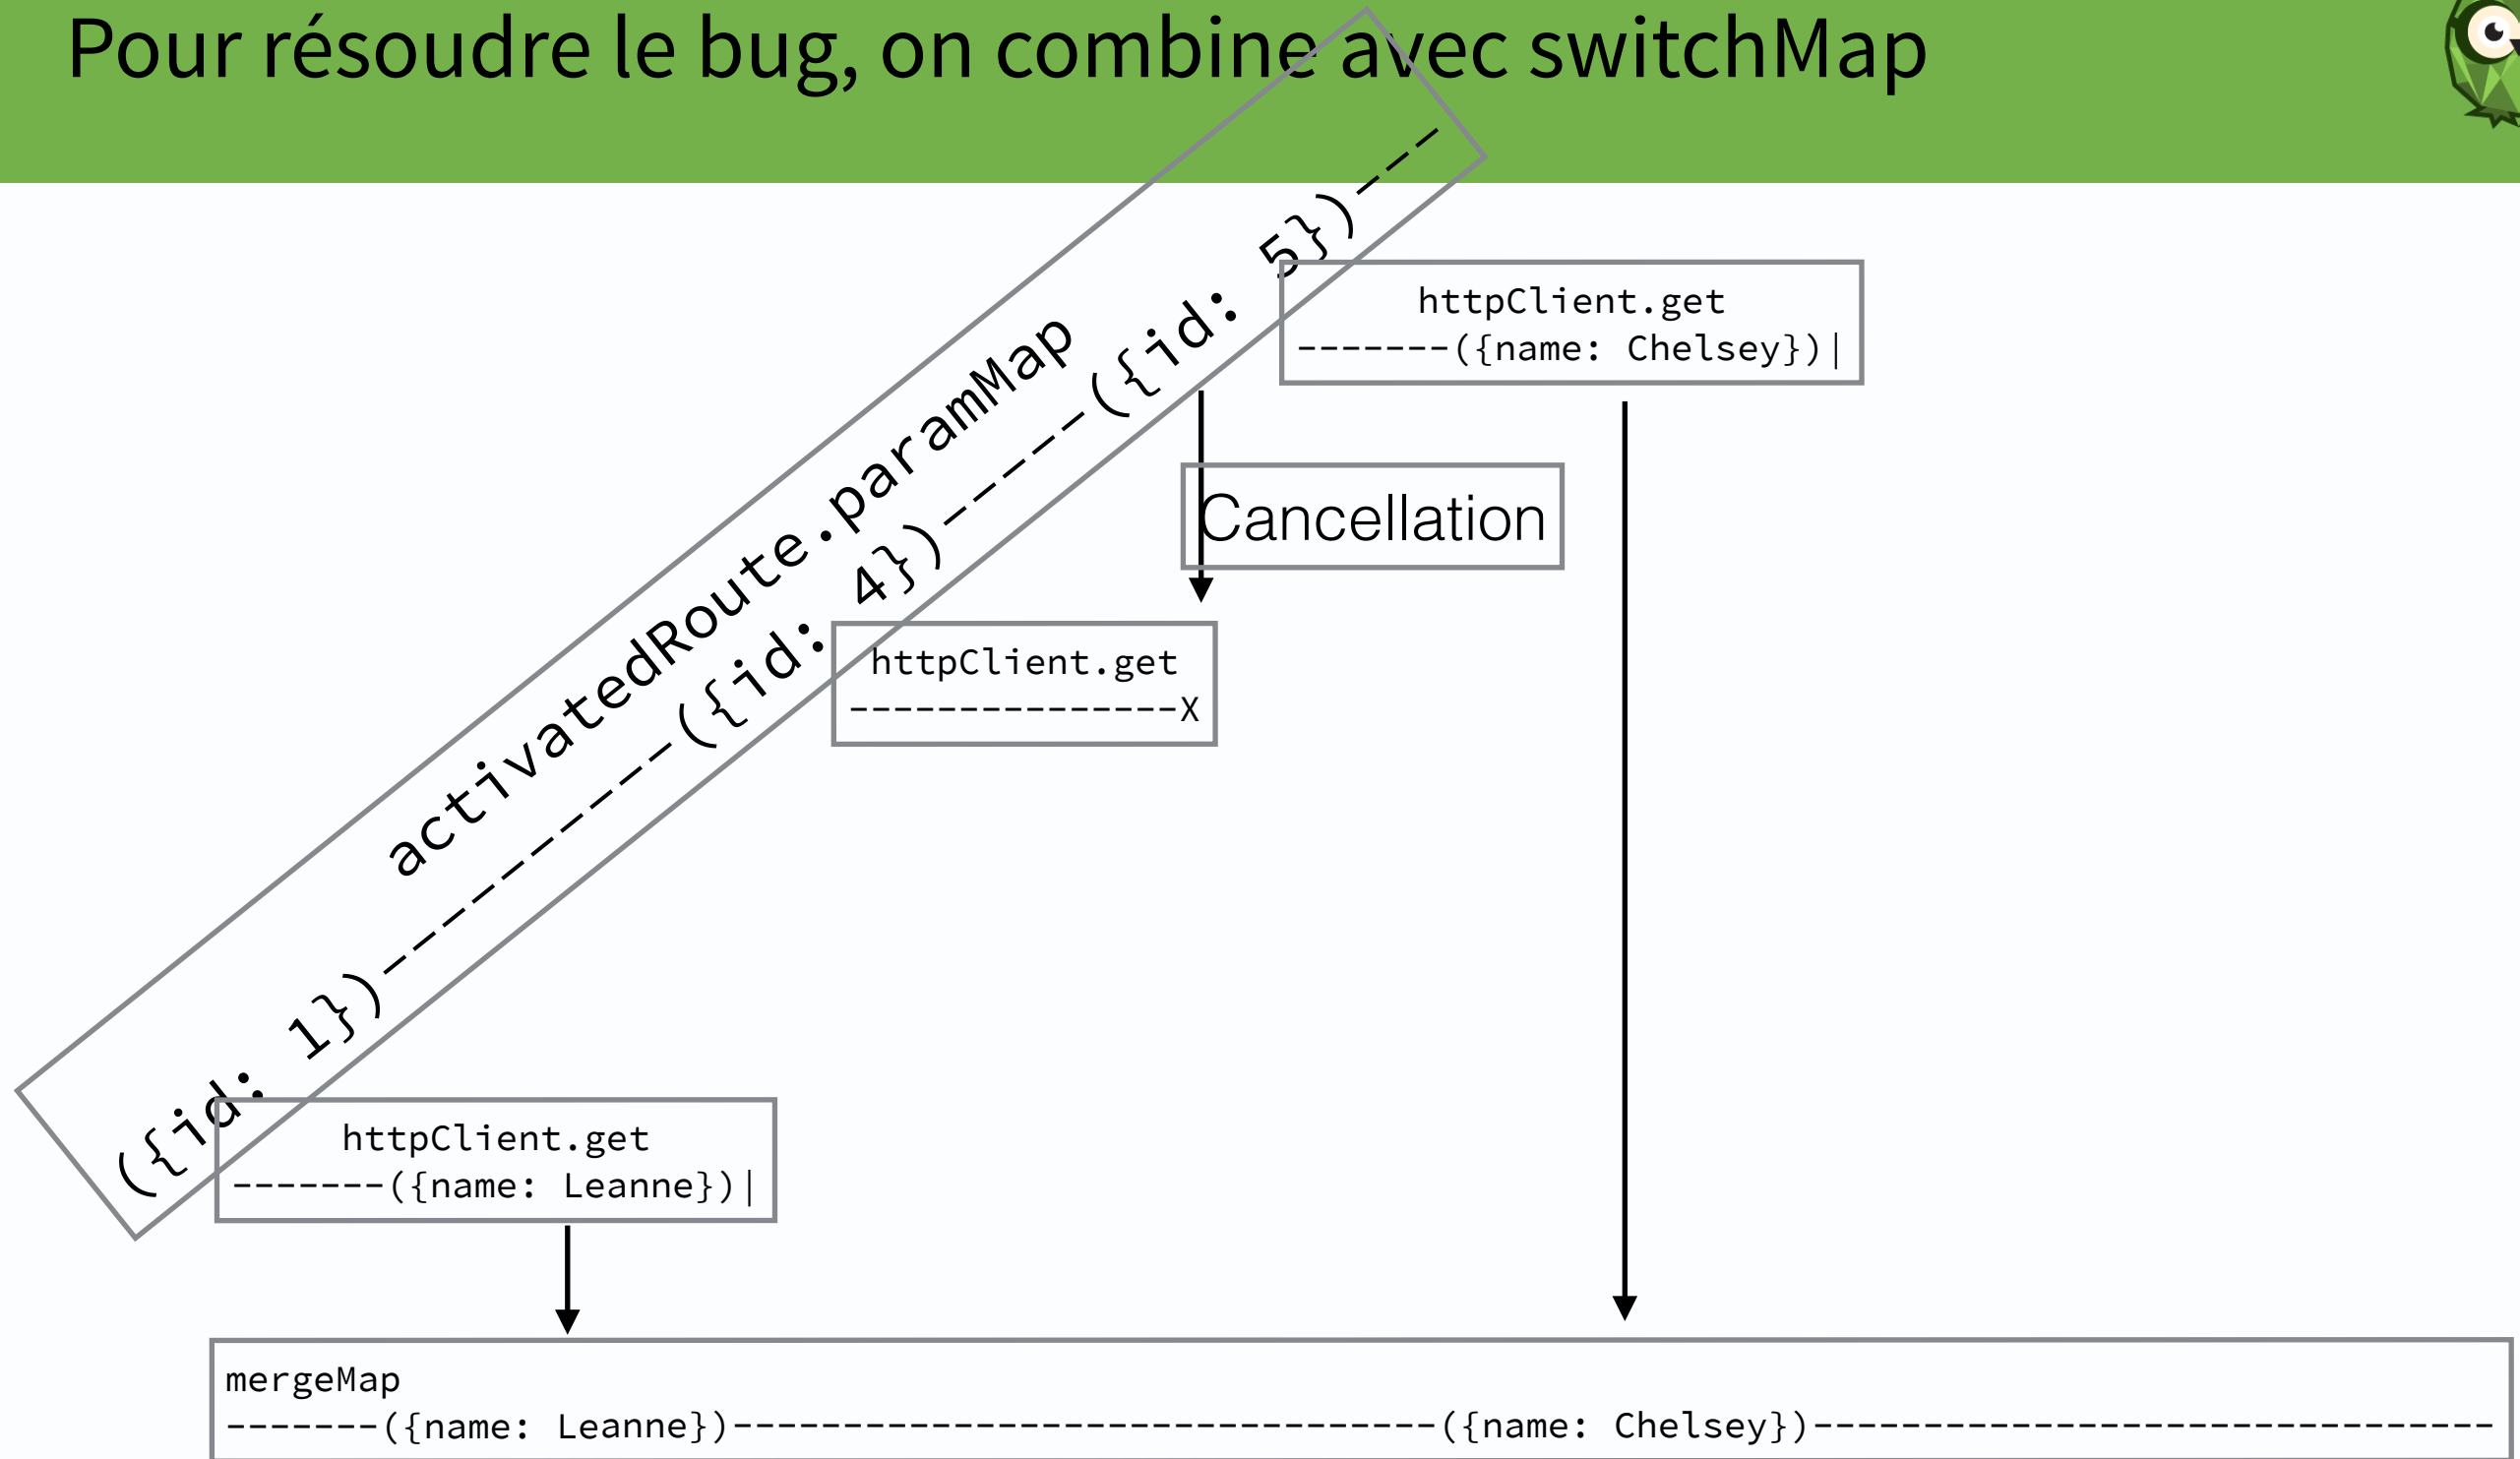 Pour résoudre le bug, on combine avec switchMap
activatedRoute.paramMap
({id: 1})-----------({id: 4})-----({id: 5})---
httpClient.get
-------({name: Chelsey})|
Cancellation
httpClient.get
---------------X
httpClient.get
-------({name: Leanne})|
mergeMap
-------({name: Leanne})--------------------------------({name: Chelsey})-------------------------------